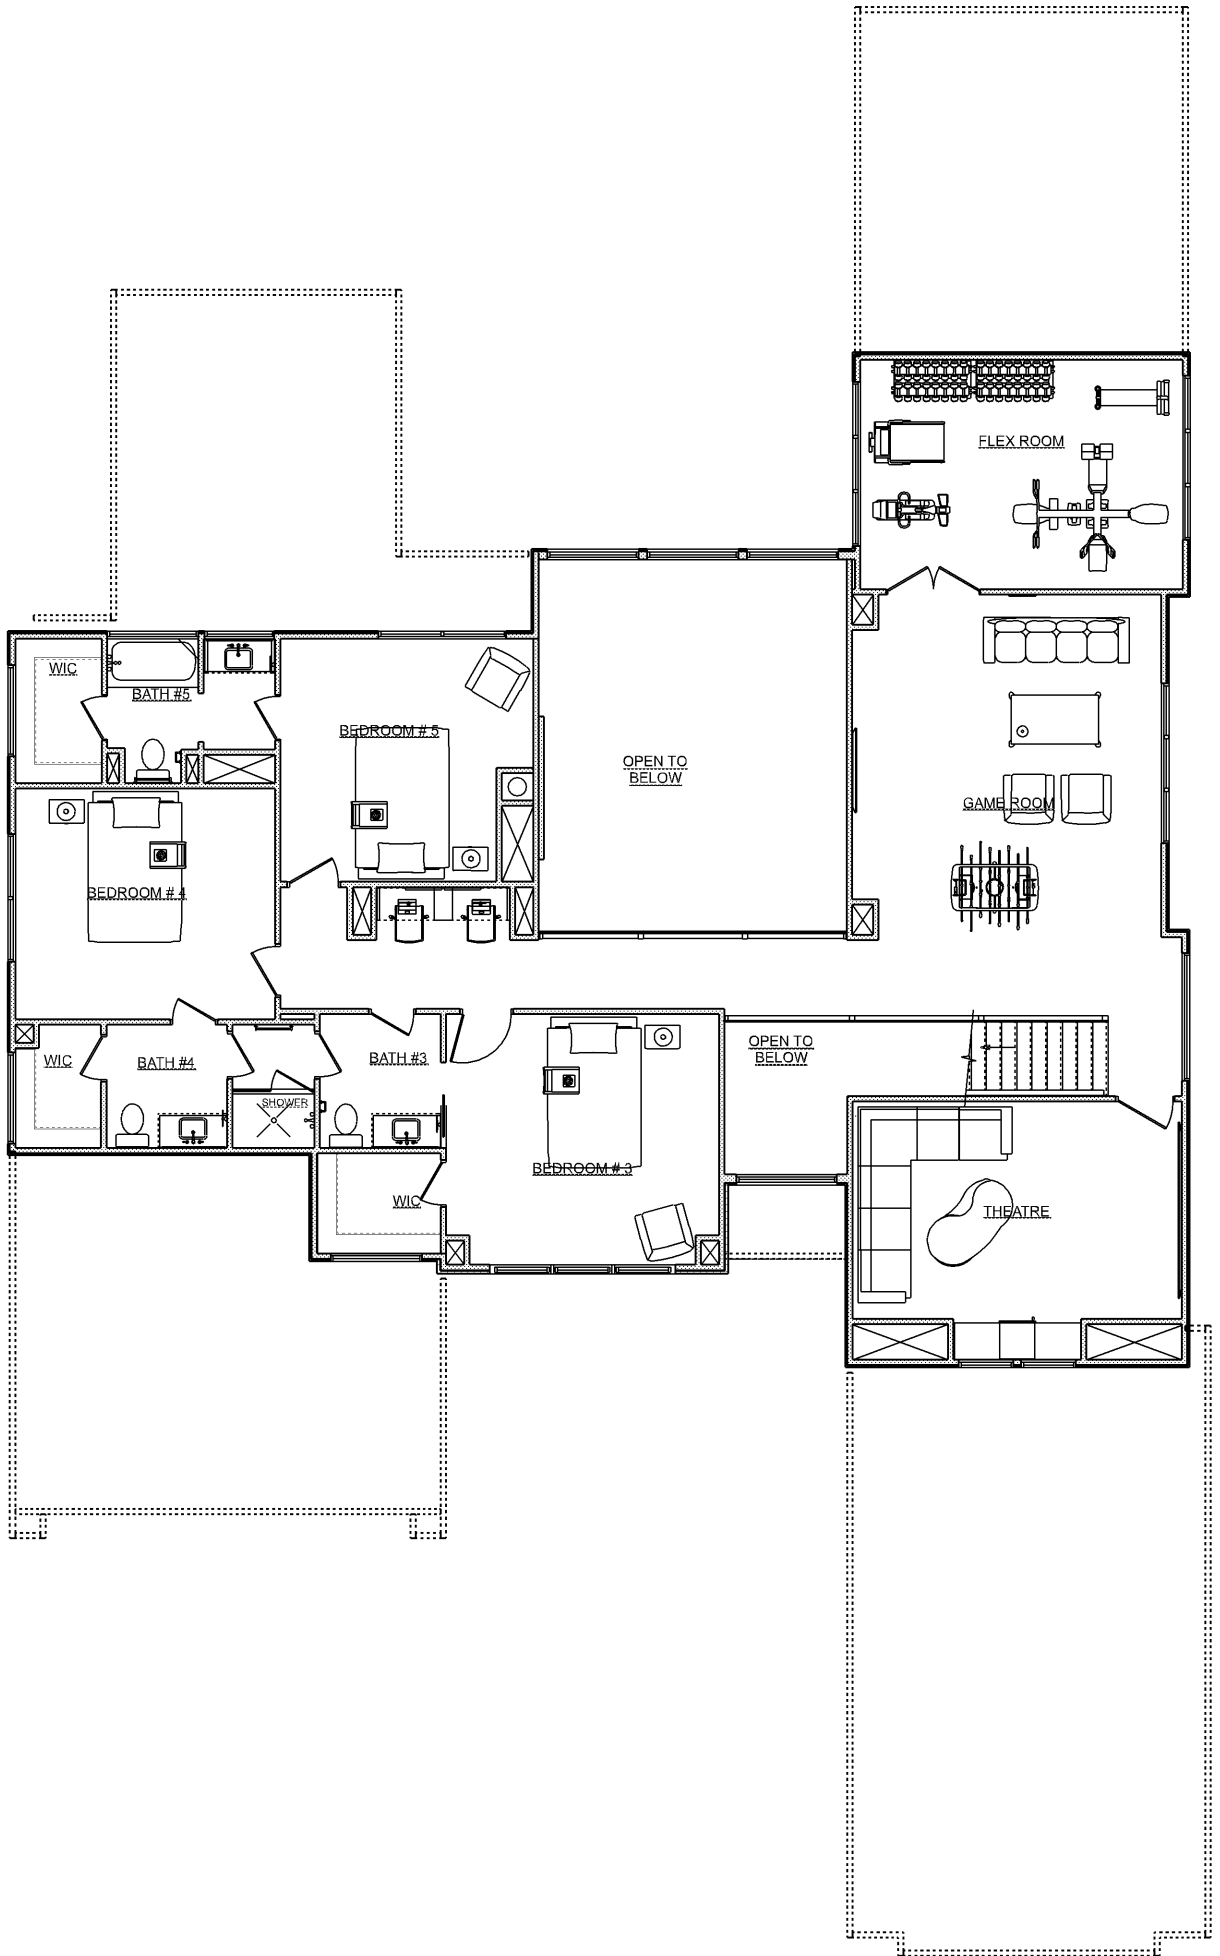 FLEX ROOM
WIC
BATH #5
BEDROOM # 5
OPEN TO
BELOW
GAME ROOM
BEDROOM # 4
WIC
BATH #4
BATH #3
OPEN TO
BELOW
SHOWER
BEDROOM # 3
WIC
THEATRE